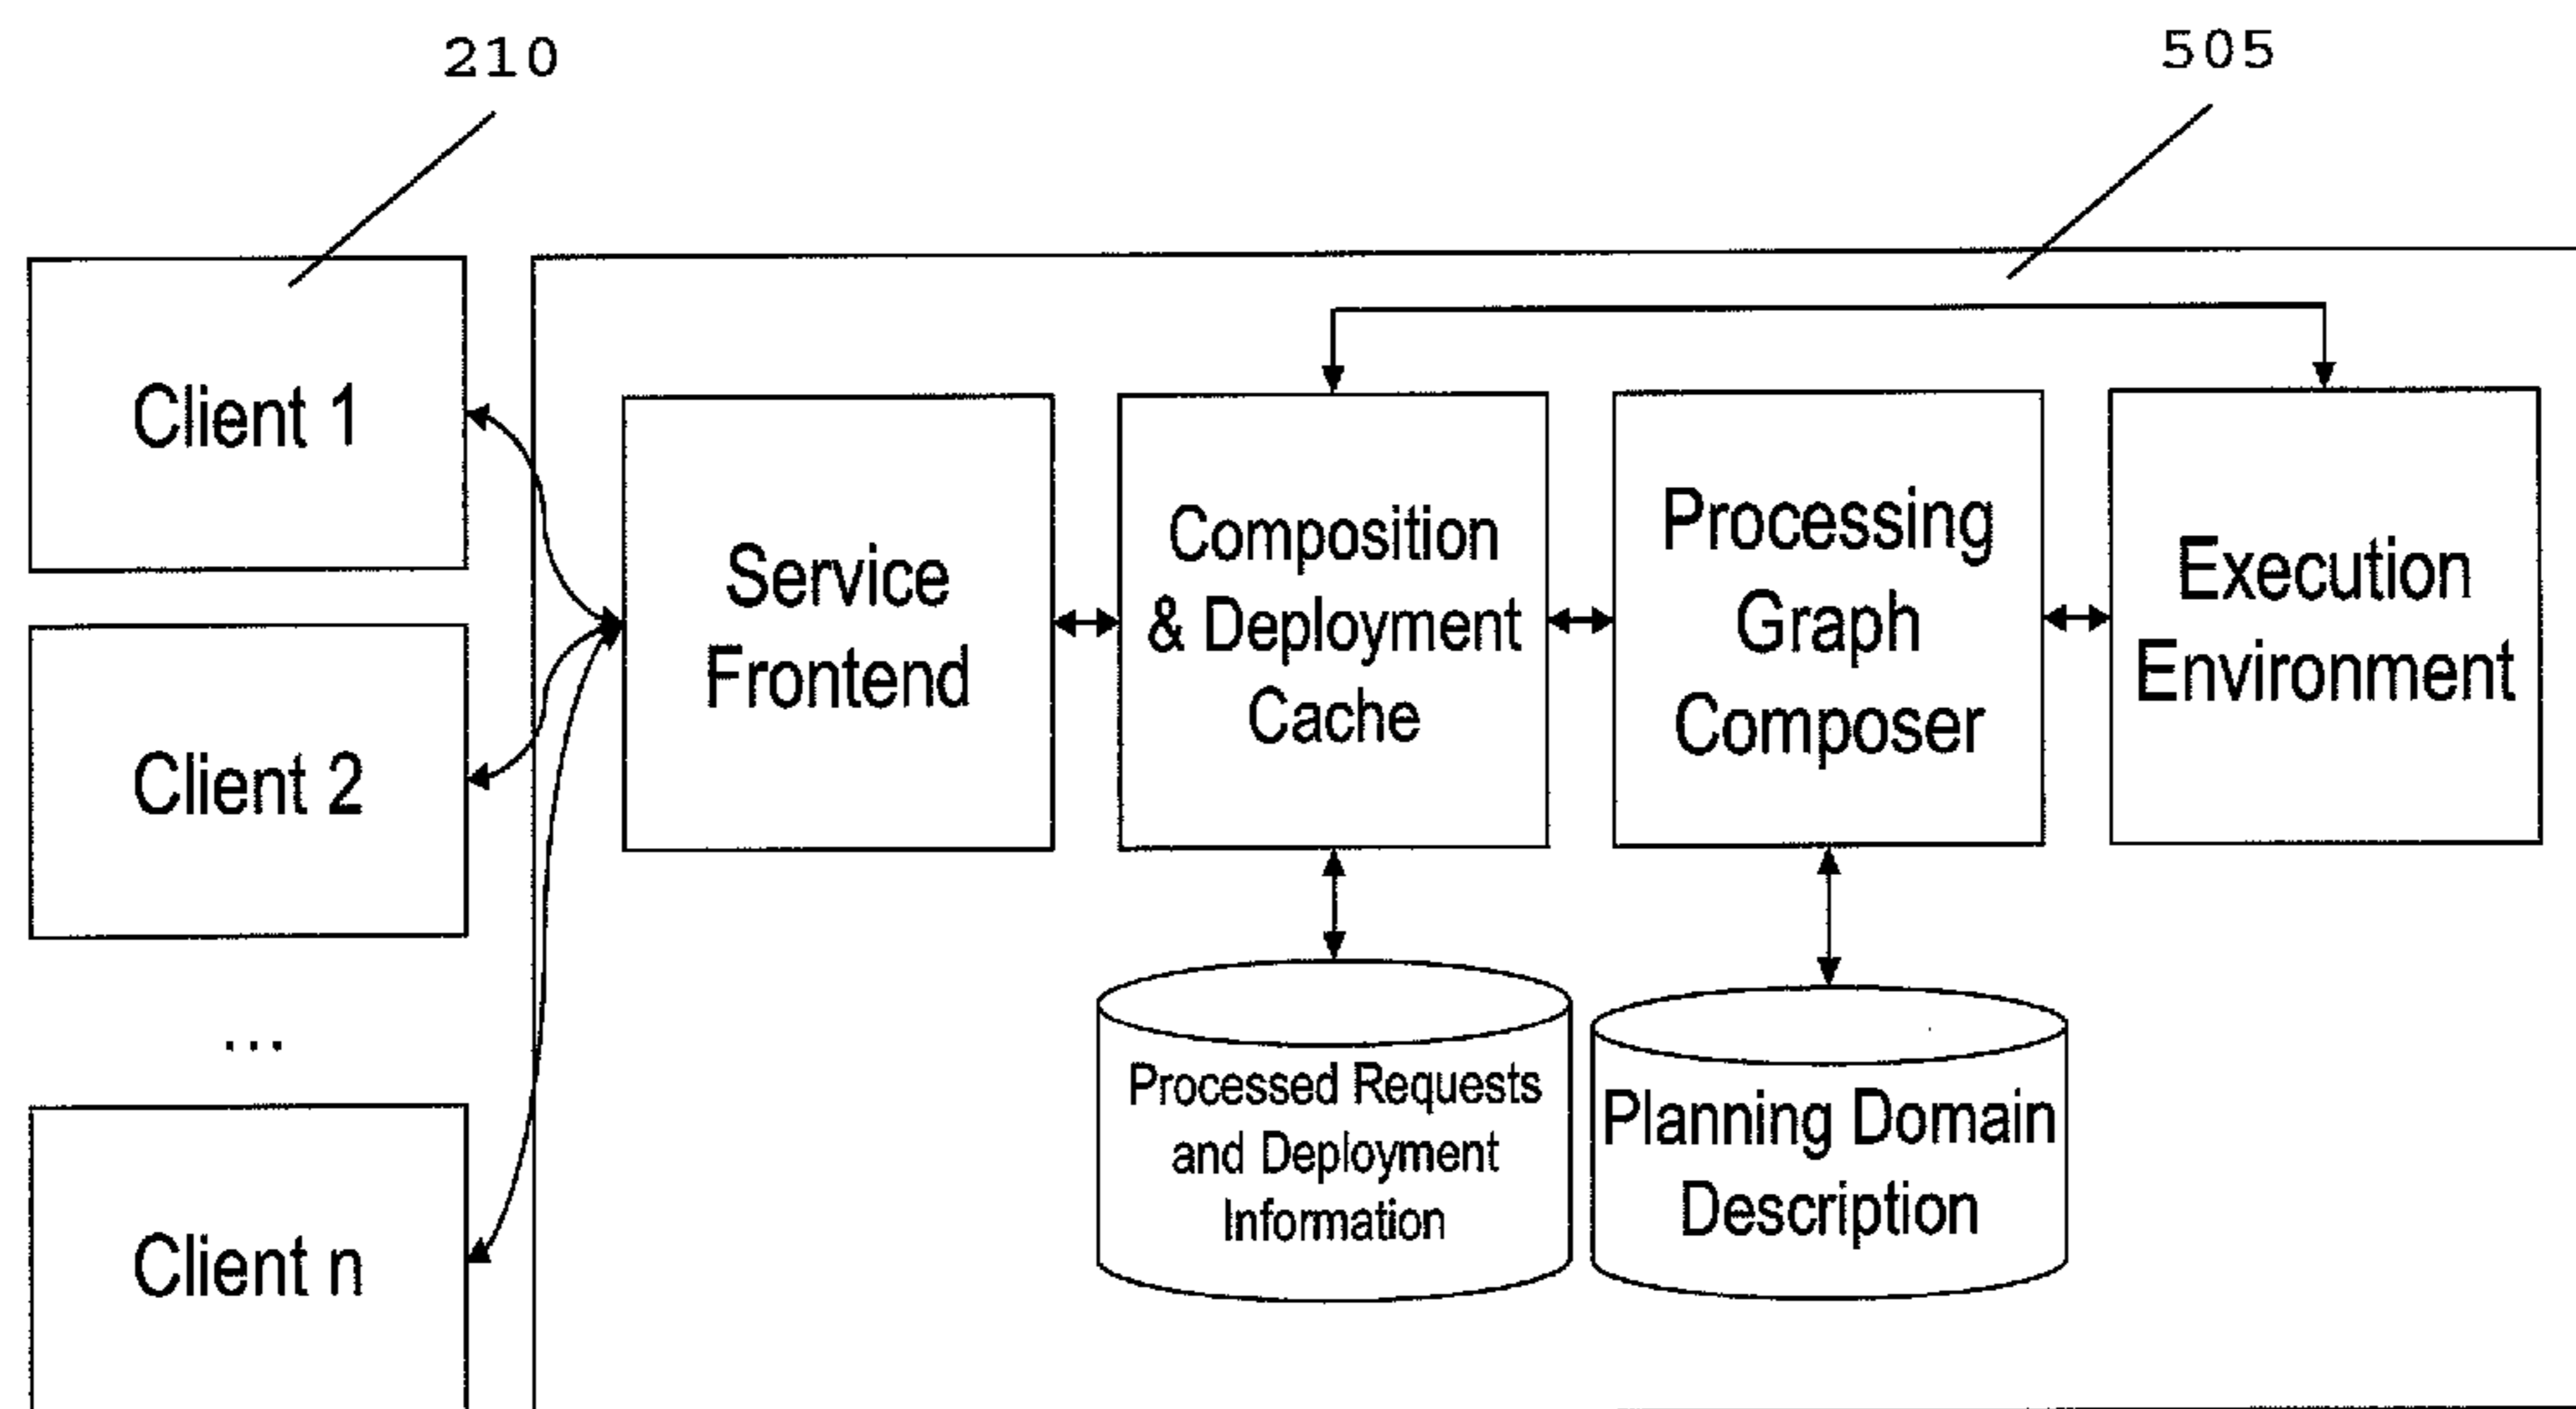 210
505
Client 1
Client 2
...
Client n
Service
Frontend
Composition
& Deployment
Cache
Processing
Graph
Composer
Execution
Environment
Processed Requests
and Deployment
Information
Planning Domain
Description